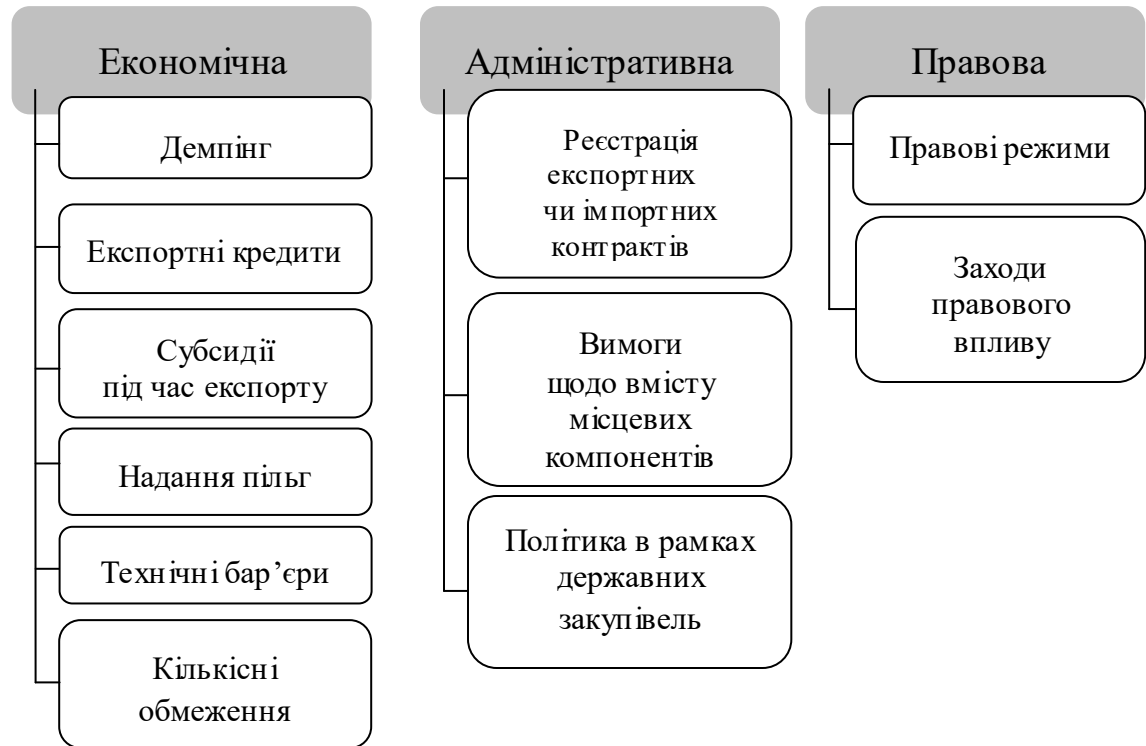 Економічна
Демпінг
Експортні кредити
Субсидії
під час експорту
Надання пільг
Технічні бар’єри
Кількісні
обмеження
Адміністративна
Реєстрація
експортних
чи імпортних
контрактів
Вимоги
щодо вмісту
місцевих
компонентів
Політика в рамках
державних
закупівель
Правова
Правові режими
Заходи
правового
впливу